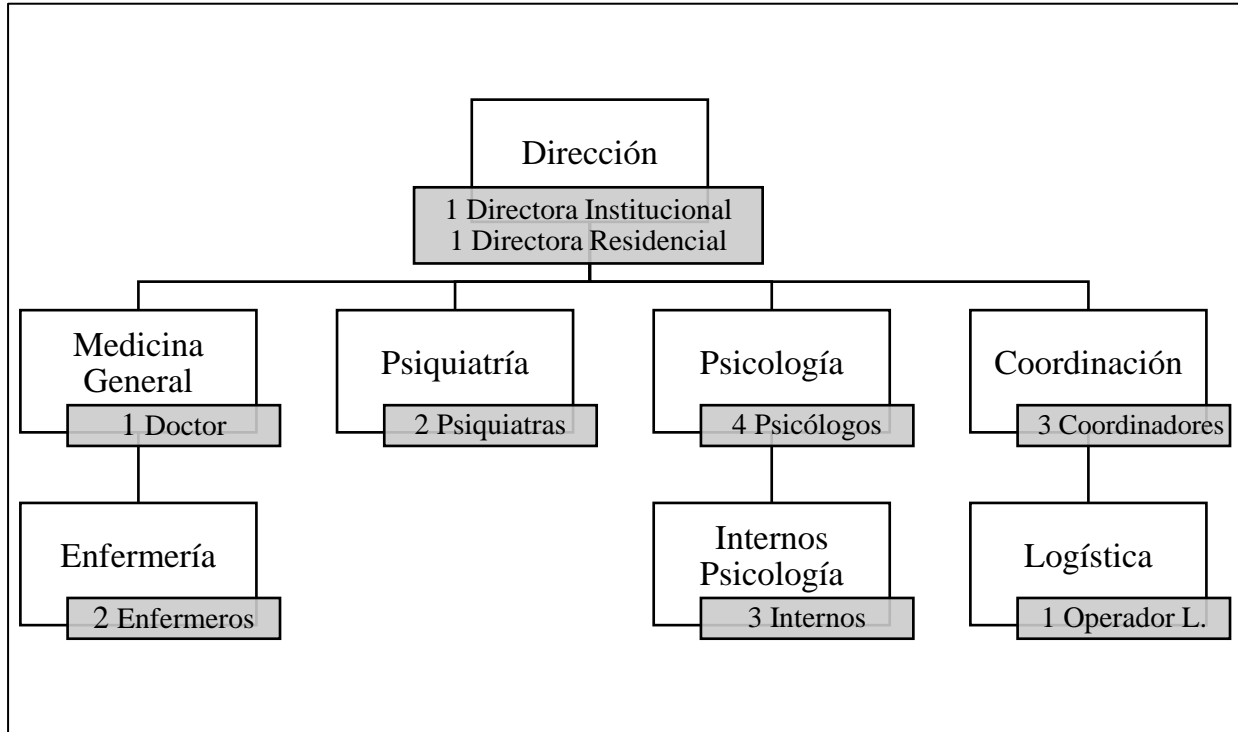 Dirección
1 Directora Institucional
1 Directora Residencial
Medicina
General
1 Doctor
Psiquiatría
2 Psiquiatras
Psicología
4 Psicólogos
Coordinación
3 Coordinadores
Enfermería
2 Enfermeros
Internos
Psicología
3 Internos
Logística
1 Operador L.